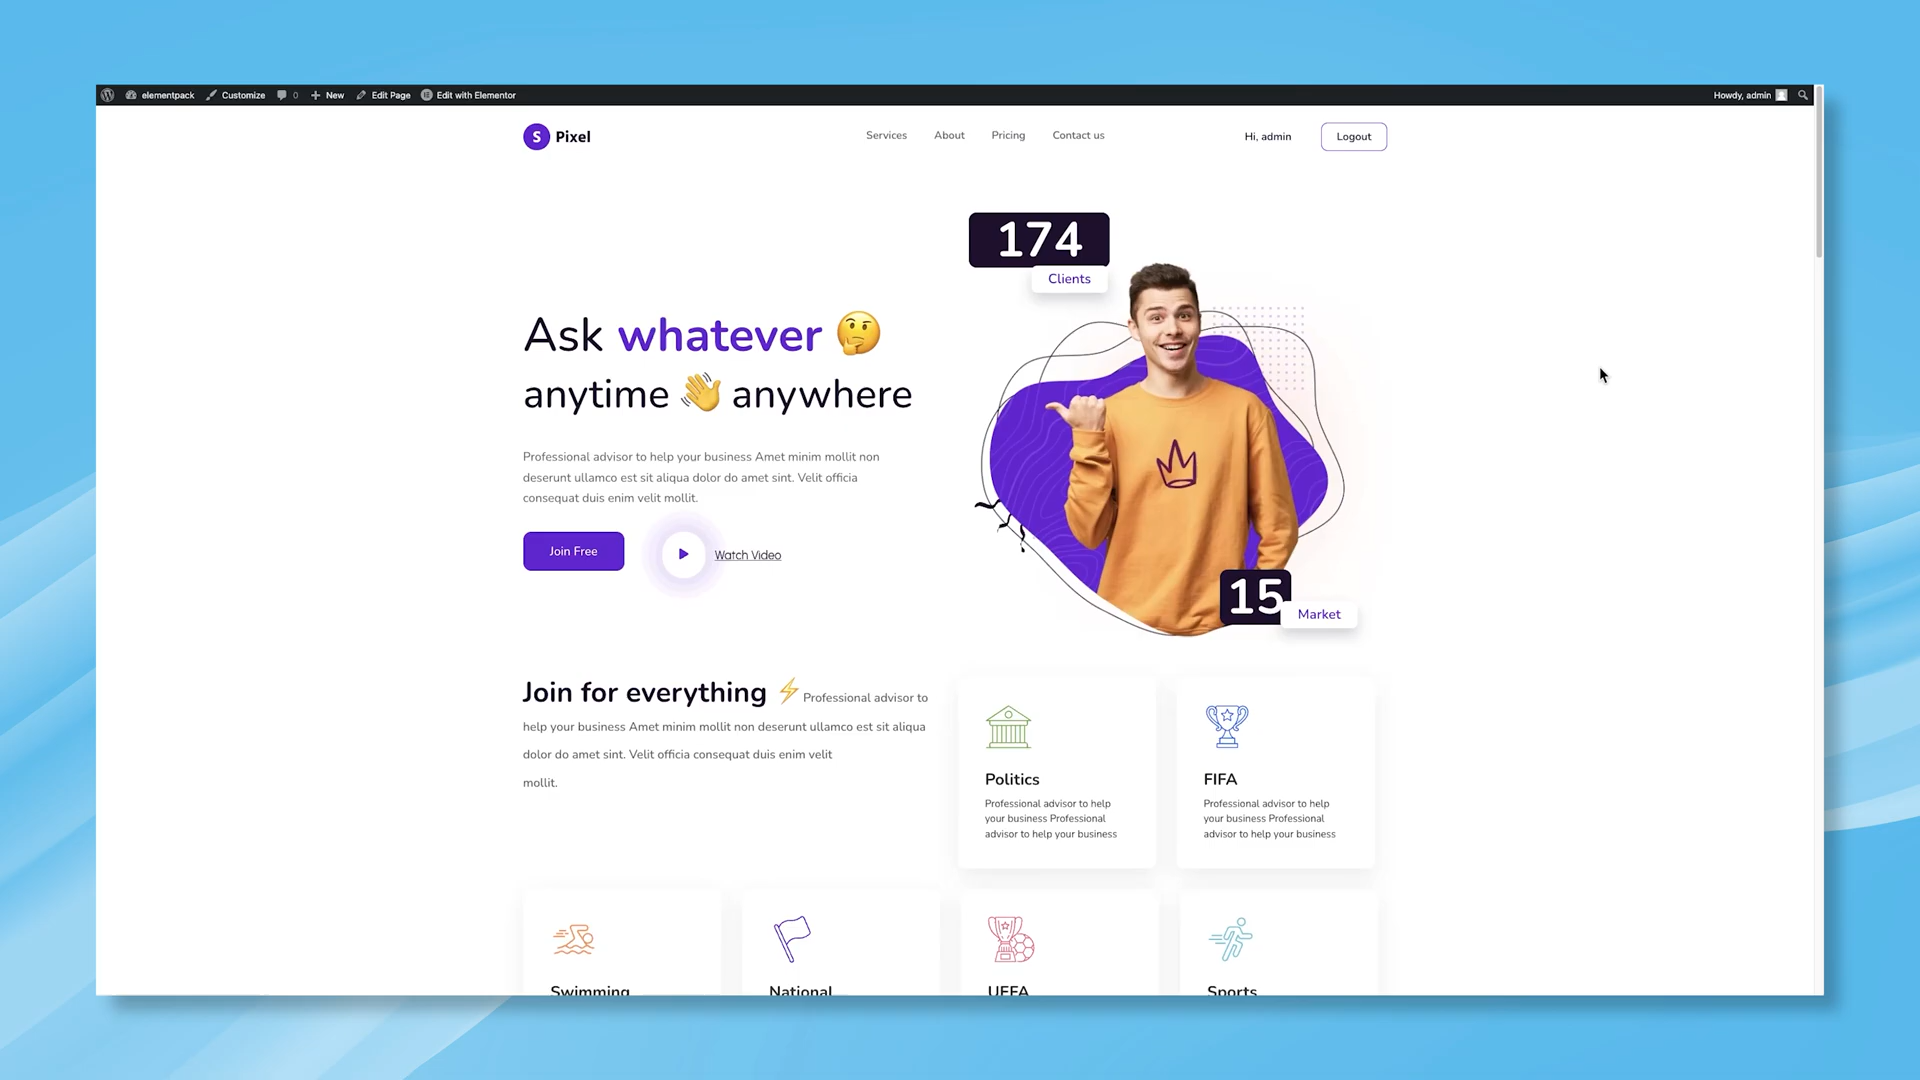 elementpack Customize 0 New Edit Page Edit with Elementor Howdy, admin
S Pixel Services About Pricing Contact us Hi, admin Logout
174
Clients
Ask whatever 🤔
anytime 👋 anywhere
Professional advisor to help your business Amet minim mollit non
deserunt ullamco est sit aliqua dolor do amet sint. Velit officia
consequat duis enim velit mollit.
Join Free Watch Video
15
Market
Join for everything ⚡ Professional advisor to
help your business Amet minim mollit non deserunt ullamco est sit aliqua
dolor do amet sint. Velit officia consequat duis enim velit
mollit.
Politics
Professional advisor to help
your business Professional
advisor to help your business
FIFA
Professional advisor to help
your business Professional
advisor to help your business
Swimming
National
UEFA
Sports